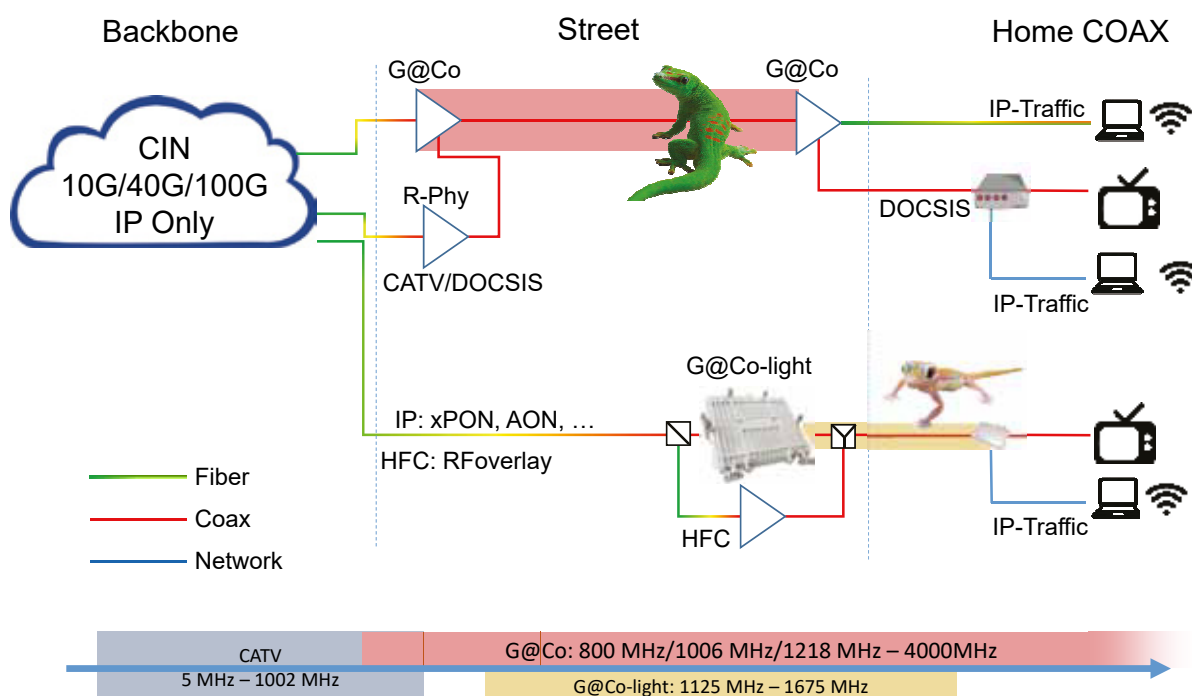 Backbone
Street
Home COAX
G@Co
G@Co
CIN
10G/40G/100G
IP Only
IP-Traffic
R-Phy
DOCSIS
CATV/DOCSIS
IP-Traffic
G@Co-light
IP: xPON, AON, …
HFC: RFoverlay
Fiber
Coax
HFC
IP-Traffic
Network
CATV
5 MHz – 1002 MHz
G@Co: 800 MHz/1006 MHz/1218 MHz – 4000MHz
G@Co-light: 1125 MHz – 1675 MHz